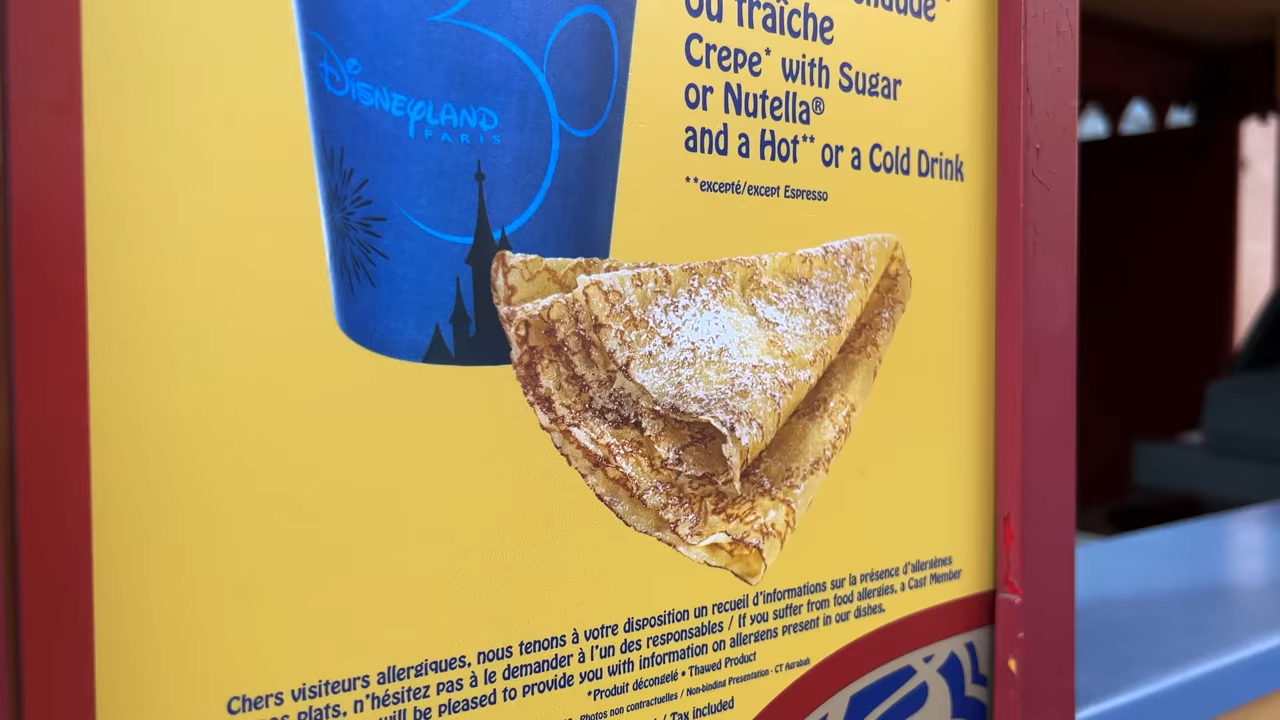 DISNEYLAND
PARIS
ou fraîche
Crepe* with Sugar
or Nutella®
and a Hot** or a Cold Drink
**excepté/except Espresso
Chers visiteurs allergiques, nous tenons à votre disposition un recueil d'informations sur la présence d'allergènes
plats, n'hésitez pas à le demander à l'un des responsables / If you suffer from food allergies, a Cast Member
will be pleased to provide you with information on allergens present in our dishes.
*Produit décongelé • Thawed Product
Photos non contractuelles / Non-binding Presentation - CT Agrabah
/ Tax included